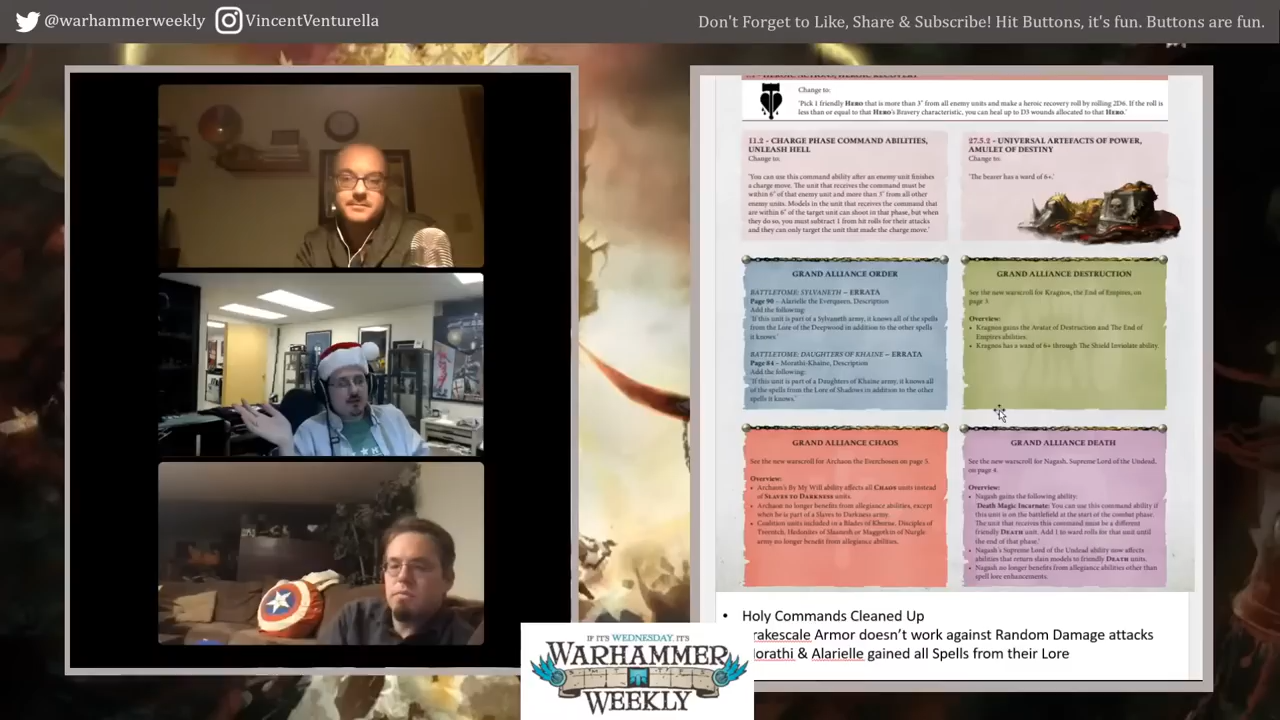 @warhammerweekly
VincentVenturella
Don't Forget to Like, Share & Subscribe! Hit Buttons, it's fun. Buttons are fun.
Change to:
'Pick 1 friendly HERO that is more than 3" from all enemy units and make a heroic recovery roll by rolling 2D6. If the roll is
less than or equal to that HERO's Bravery characteristic, you can heal up to D3 wounds allocated to that HERO.'
11.2 - CHARGE PHASE COMMAND ABILITIES,
UNLEASH HELL
Change to:
'You can use this command ability after an enemy unit finishes
a charge move. The unit that receives the command must be
within 6" of that enemy unit and more than 3" from all other
enemy units. Models in the unit that receives the command that
are within 6" of the target unit can shoot in that phase, but when
they do so, you must subtract 1 from hit rolls for their attacks
and they can only target the unit that made the charge move.'
27.5.2 - UNIVERSAL ARTEFACTS OF POWER,
AMULET OF DESTINY
Change to:
'The bearer has a ward of 6+.'
GRAND ALLIANCE ORDER
BATTLETOME: SYLVANETH – ERRATA
Page 90 – Alarielle the Everqueen, Description
Add the following:
'If this unit is part of a Sylvaneth army, it knows all of the spells
from the Lore of the Deepwood in addition to the other spells
it knows.'
BATTLETOME: DAUGHTERS OF KHAINE – ERRATA
Page 84 – Morathi-Khaine, Description
Add the following:
'If this unit is part of a Daughters of Khaine army, it knows all
of the spells from the Lore of Shadows in addition to the other
spells it knows.'
GRAND ALLIANCE DESTRUCTION
See the new warscroll for Kragnos, the End of Empires, on
page 3.
Overview:
• Kragnos gains the Avatar of Destruction and The End of
Empires abilities.
• Kragnos has a ward of 6+ through The Shield Inviolate ability.
GRAND ALLIANCE CHAOS
See the new warscroll for Archaon the Everchosen on page 5.
Overview:
• Archaon's By My Will ability affects all CHAOS units instead
of SLAVES TO DARKNESS units.
• Archaon no longer benefits from allegiance abilities, except
when he is part of a Slaves to Darkness army.
• Coalition units included in a Blades of Khorne, Disciples of
Tzeentch, Hedonites of Slaanesh or Maggotkin of Nurgle
army no longer benefit from allegiance abilities.
GRAND ALLIANCE DEATH
See the new warscroll for Nagash, Supreme Lord of the Undead,
on page 4.
Overview:
• Nagash gains the following ability:
'Death Magic Incarnate: You can use this command ability if
this unit is on the battlefield at the start of the combat phase.
The unit that receives this command must be a different
friendly DEATH unit. Add 1 to ward rolls for that unit until
the end of that phase.'
• Nagash's Supreme Lord of the Undead ability now affects
abilities that return slain models to friendly DEATH units.
• Nagash no longer benefits from allegiance abilities other than
spell lore enhancements.
• Holy Commands Cleaned Up
rakescale Armor doesn't work against Random Damage attacks
orathi & Alarielle gained all Spells from their Lore
IF IT'S WEDNESDAY, IT'S
WARHAMMER
WEEKLY